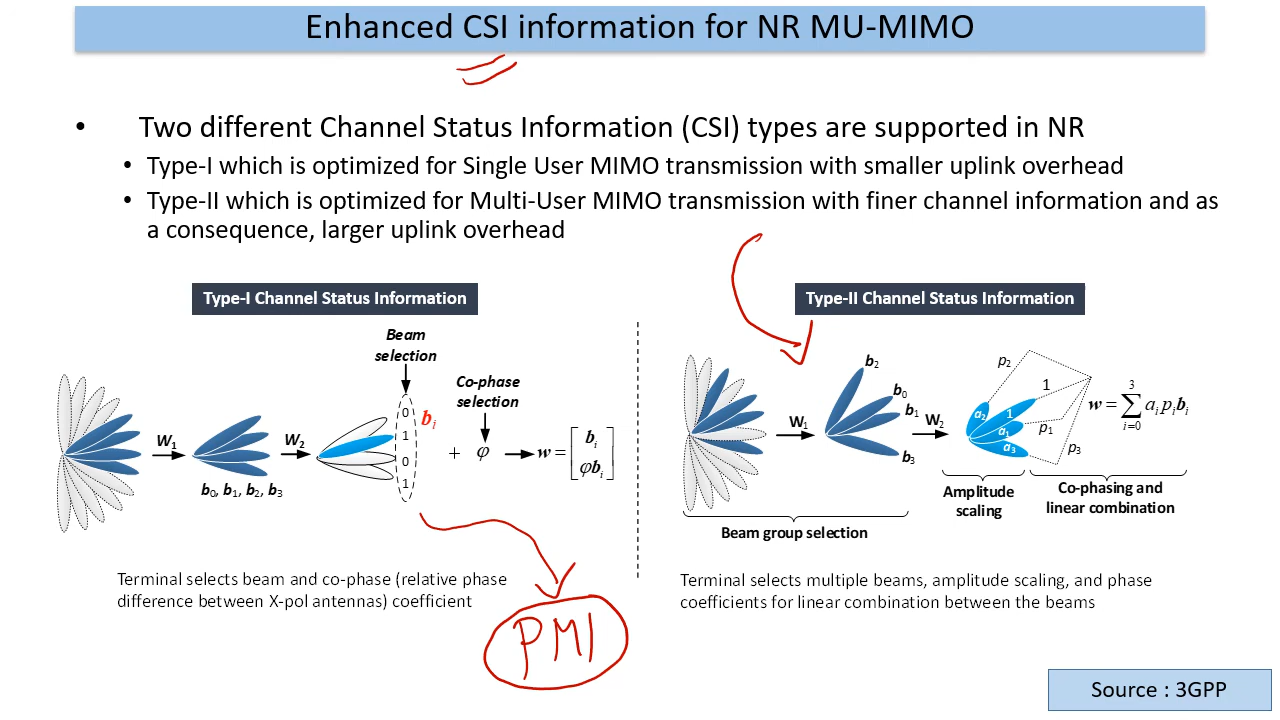 Enhanced CSI information for NR MU-MIMO
• Two different Channel Status Information (CSI) types are supported in NR
• Type-I which is optimized for Single User MIMO transmission with smaller uplink overhead
• Type-II which is optimized for Multi-User MIMO transmission with finer channel information and as
a consequence, larger uplink overhead
Type-I Channel Status Information
Beam
selection
Co-phase
selection
W₁
b₀, b₁, b₂, b₃
W₂
0
1
0
1
bᵢ
+ φ
w = [ bᵢ
φbᵢ ]
Terminal selects beam and co-phase (relative phase
difference between X-pol antennas) coefficient
PMI
Type-II Channel Status Information
W₁
b₂
b₀
b₁
b₃
W₂
Beam group selection
p₂
1
a₂
1
a₁
a₃
p₁
p₃
w = ∑ aᵢ pᵢ bᵢ
3
i=0
Amplitude
scaling
Co-phasing and
linear combination
Terminal selects multiple beams, amplitude scaling, and phase
coefficients for linear combination between the beams
Source : 3GPP